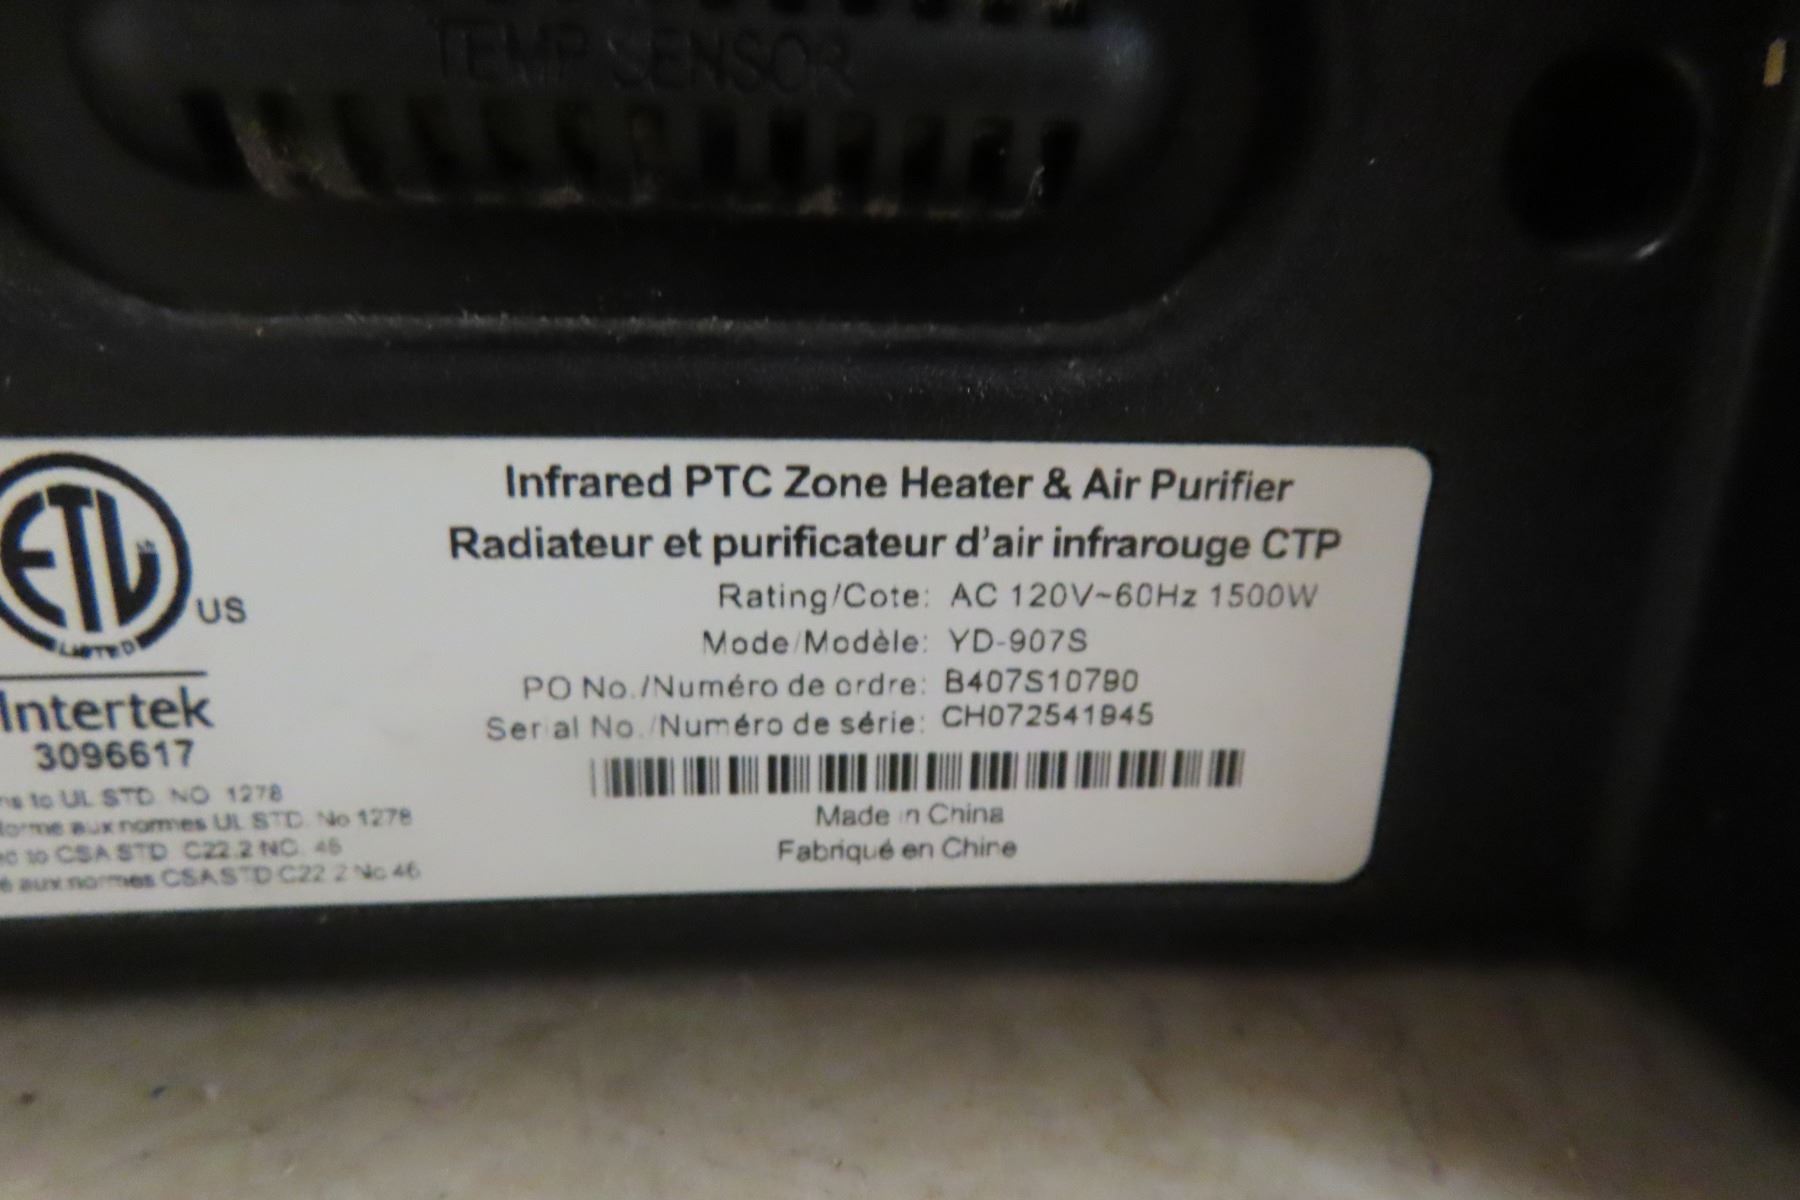 TEMP SENSOR
Infrared PTC Zone Heater & Air Purifier
Radiateur et purificateur d'air infrarouge CTP
Rating/Cote: AC 120V~60Hz 1500W
Mode/Modèle: YD-907S
PO No./Numéro de ordre: B407S10790
Serial No./Numéro de série: CH072541945
Made in China
Fabriqué en Chine
ETL
LISTED
US
Intertek
3096617
to UL STD. NO 1278
aux normes UL STD. No 1278
to CSA STD C22.2 NO. 46
aux normes CSA STD C22.2 No 46